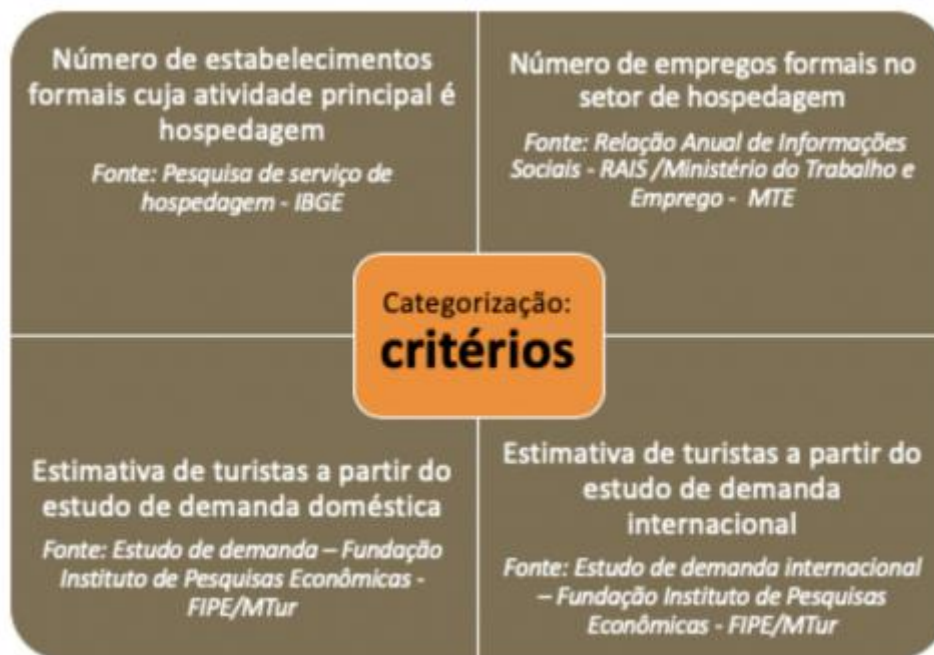 Número de estabelecimentos
formais cuja atividade principal é
hospedagem
Fonte: Pesquisa de serviço de
hospedagem - IBGE
Número de empregos formais no
setor de hospedagem
Fonte: Relação Anual de Informações
Sociais - RAIS /Ministério do Trabalho e
Emprego - MTE
Categorização:
critérios
Estimativa de turistas a partir do
estudo de demanda doméstica
Fonte: Estudo de demanda – Fundação
Instituto de Pesquisas Econômicas -
FIPE/MTur
Estimativa de turistas a partir do
estudo de demanda
internacional
Fonte: Estudo de demanda internacional
– Fundação Instituto de Pesquisas
Econômicas - FIPE/MTur